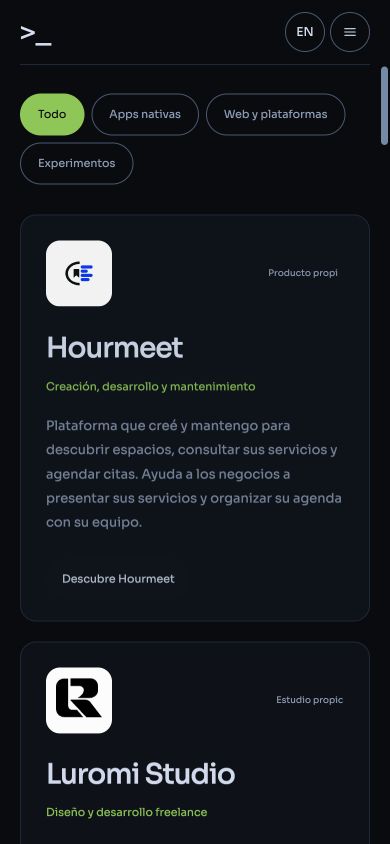 >_
EN
Todo
Apps nativas
Web y plataformas
Experimentos
Producto propi
Hourmeet
Creación, desarrollo y mantenimiento
Plataforma que creé y mantengo para
descubrir espacios, consultar sus servicios y
agendar citas. Ayuda a los negocios a
presentar sus servicios y organizar su agenda
con su equipo.
Descubre Hourmeet
Estudio propic
Luromi Studio
Diseño y desarrollo freelance